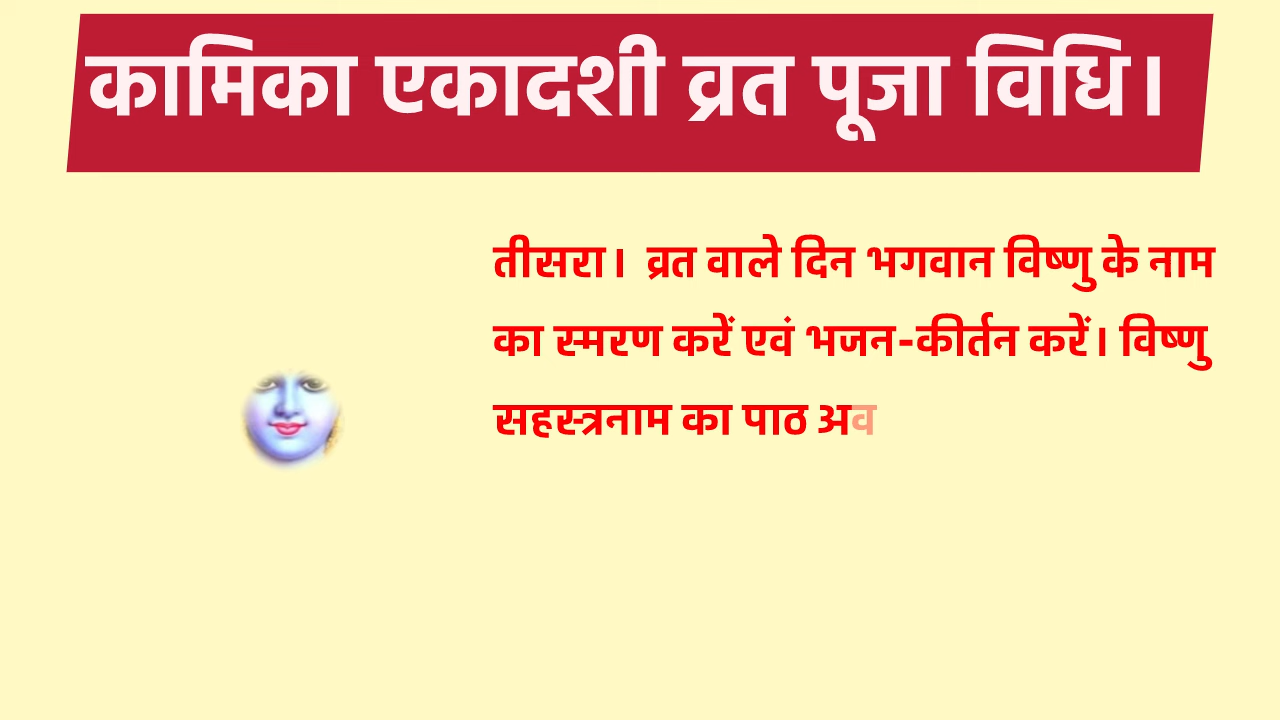 कामिका एकादशी व्रत पूजा विधि।
तीसरा। व्रत वाले दिन भगवान विष्णु के नाम
का स्मरण करें एवं भजन-कीर्तन करें। विष्णु
सहस्त्रनाम का पाठ अव